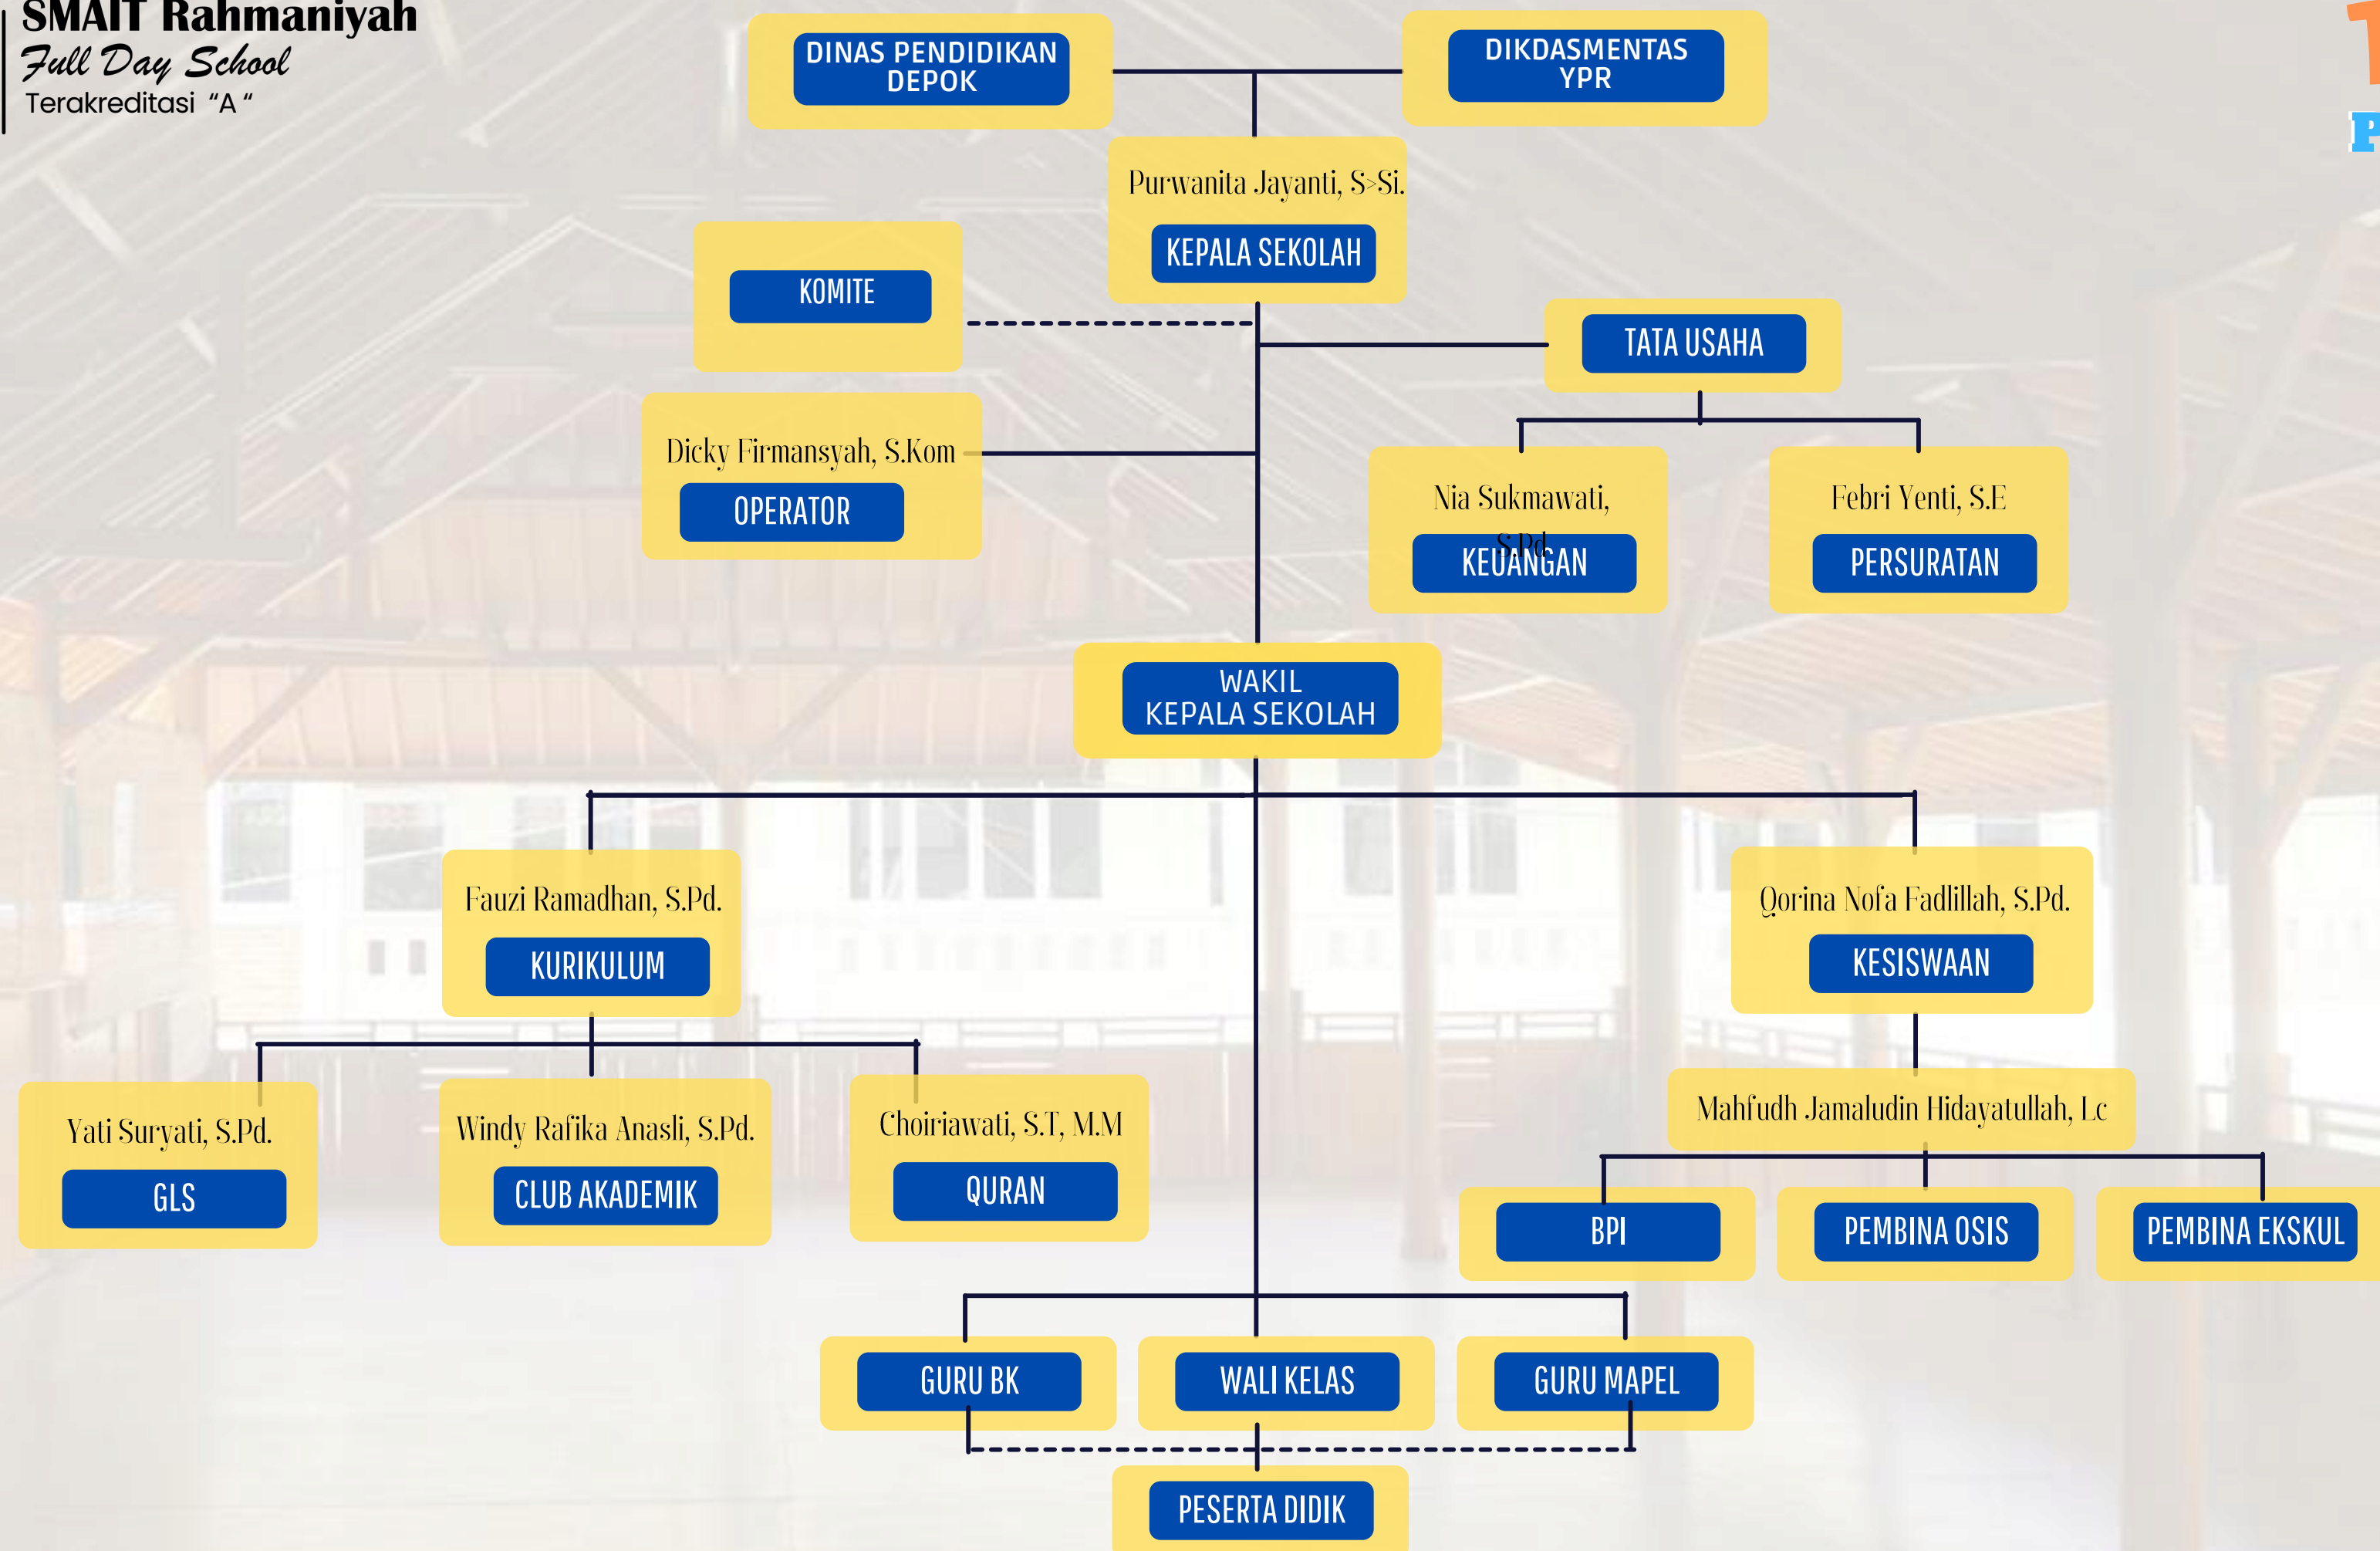 SMAIT Rahmaniyah
Full Day School
Terakreditasi “A “
DINAS PENDIDIKAN
DEPOK
DIKDASMENTAS
YPR
Purwanita Jayanti, S>Si.
KEPALA SEKOLAH
KOMITE
TATA USAHA
Dicky Firmansyah, S.Kom
OPERATOR
Nia Sukmawati,
S.Pd
KEUANGAN
Febri Yenti, S.E
PERSURATAN
WAKIL
KEPALA SEKOLAH
Fauzi Ramadhan, S.Pd.
KURIKULUM
Qorina Nofa Fadlillah, S.Pd.
KESISWAAN
Yati Suryati, S.Pd.
GLS
Windy Rafika Anasli, S.Pd.
CLUB AKADEMIK
Choiriawati, S.T, M.M
QURAN
Mahfudh Jamaludin Hidayatullah, Lc
BPI
PEMBINA OSIS
PEMBINA EKSKUL
GURU BK
WALI KELAS
GURU MAPEL
PESERTA DIDIK